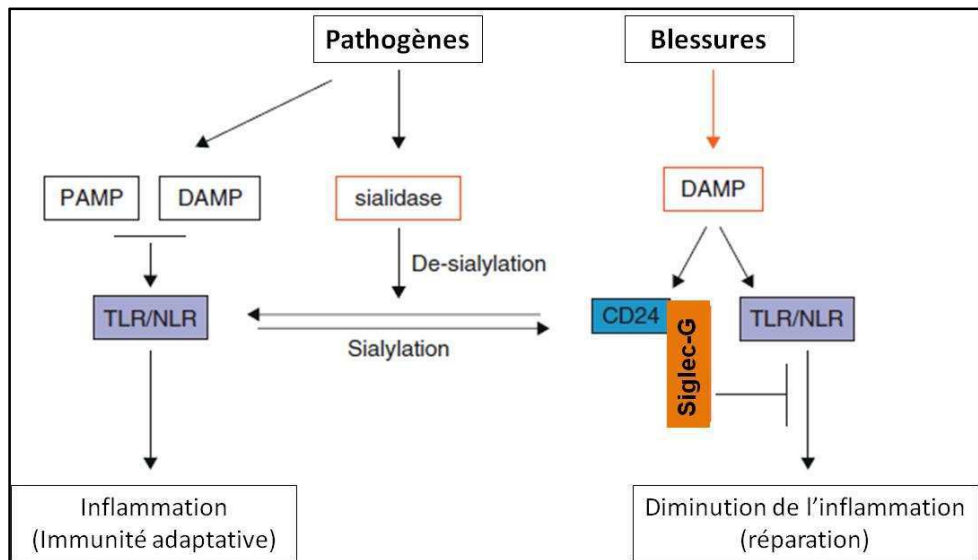 Pathogènes
Blessures
PAMP
DAMP
sialidase
DAMP
De-sialylation
TLR/NLR
CD24
Siglec-G
TLR/NLR
Sialylation
Inflammation
(Immunité adaptative)
Diminution de l’inflammation
(réparation)